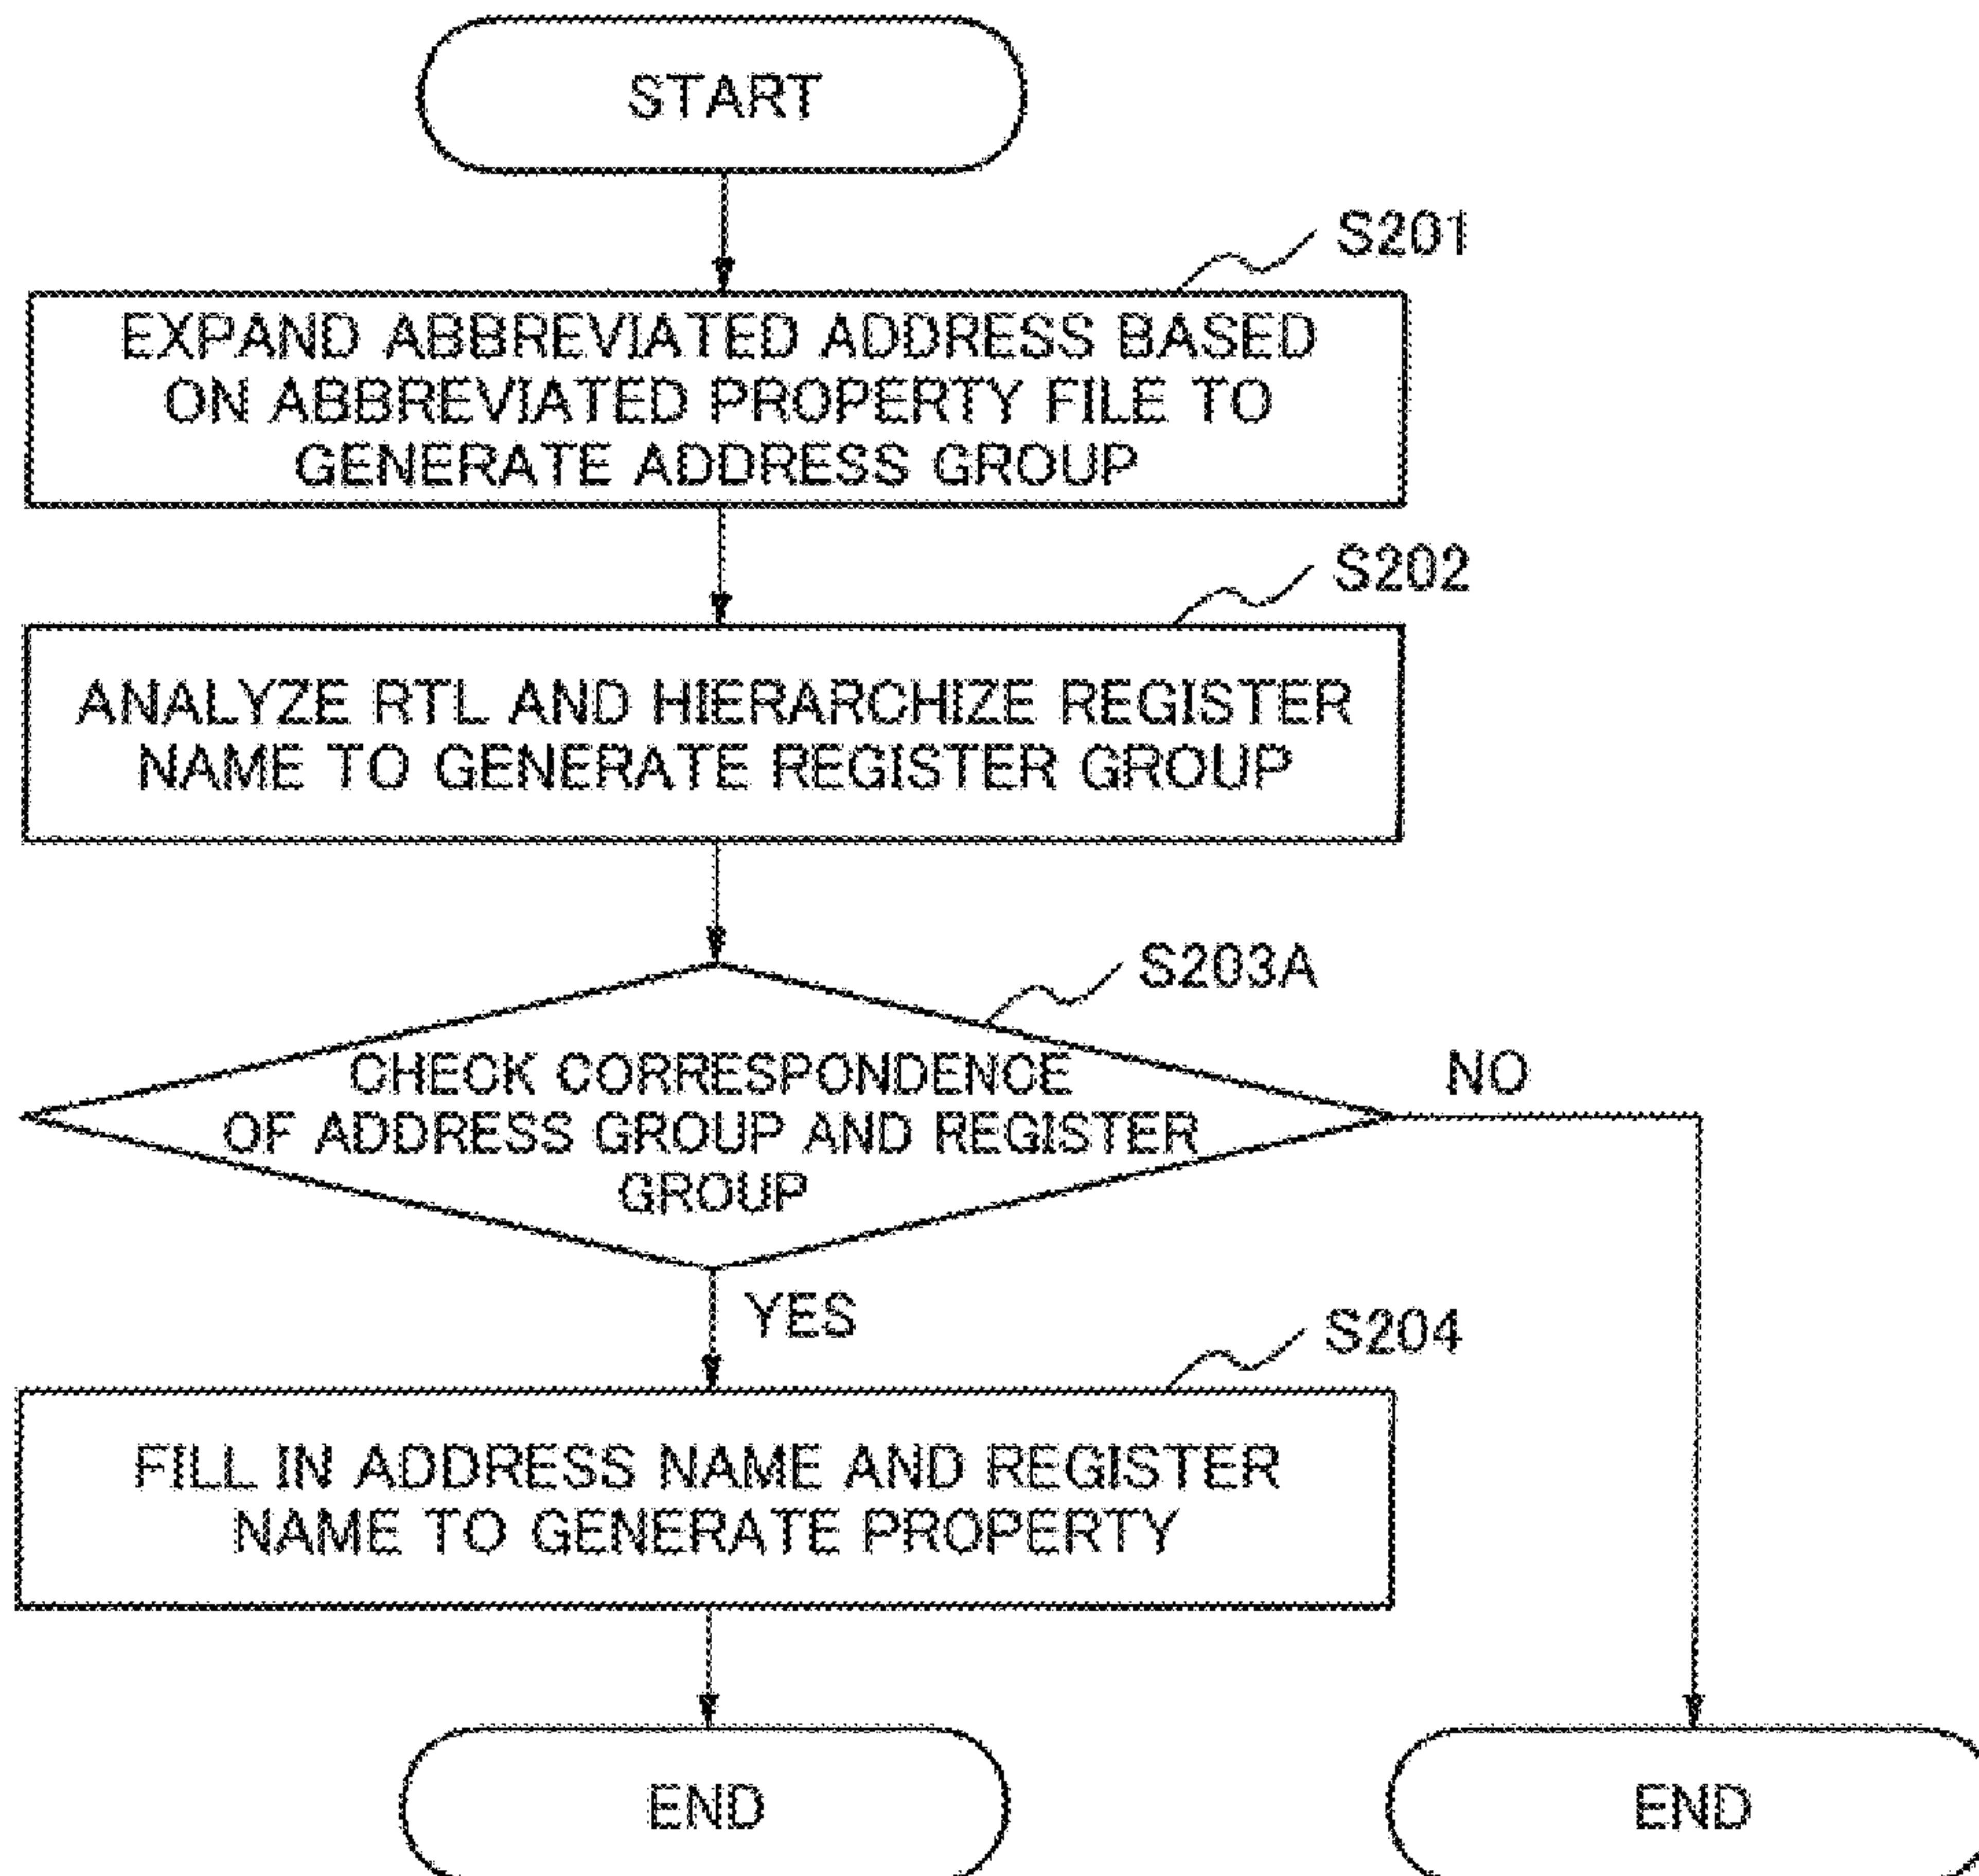 START
S201
EXPAND ABBREVIATED ADDRESS BASED
ON ABBREVIATED PROPERTY FILE TO
GENERATE ADDRESS GROUP
S202
ANALYZE RTL AND HIERARCHIZE REGISTER
NAME TO GENERATE REGISTER GROUP
S203A
CHECK CORRESPONDENCE
OF ADDRESS GROUP AND REGISTER
GROUP
NO
YES
S204
FILL IN ADDRESS NAME AND REGISTER
NAME TO GENERATE PROPERTY
END
END